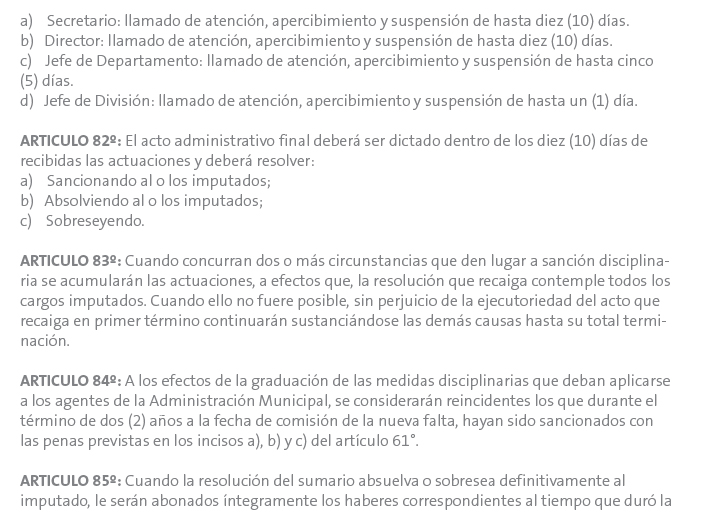 a) Secretario: llamado de atención, apercibimiento y suspensión de hasta diez (10) días.
b) Director: llamado de atención, apercibimiento y suspensión de hasta diez (10) días.
c) Jefe de Departamento: llamado de atención, apercibimiento y suspensión de hasta cinco
(5) días.
d) Jefe de División: llamado de atención, apercibimiento y suspensión de hasta un (1) día.
ARTICULO 82º: El acto administrativo final deberá ser dictado dentro de los diez (10) días de
recibidas las actuaciones y deberá resolver:
a) Sancionando al o los imputados;
b) Absolviendo al o los imputados;
c) Sobreseyendo.
ARTICULO 83º: Cuando concurran dos o más circunstancias que den lugar a sanción disciplina-
ria se acumularán las actuaciones, a efectos que, la resolución que recaiga contemple todos los
cargos imputados. Cuando ello no fuere posible, sin perjuicio de la ejecutoriedad del acto que
recaiga en primer término continuarán sustanciándose las demás causas hasta su total termi-
nación.
ARTICULO 84º: A los efectos de la graduación de las medidas disciplinarias que deban aplicarse
a los agentes de la Administración Municipal, se considerarán reincidentes los que durante el
término de dos (2) años a la fecha de comisión de la nueva falta, hayan sido sancionados con
las penas previstas en los incisos a), b) y c) del artículo 61°.
ARTICULO 85º: Cuando la resolución del sumario absuelva o sobresea definitivamente al
imputado, le serán abonados íntegramente los haberes correspondientes al tiempo que duró la